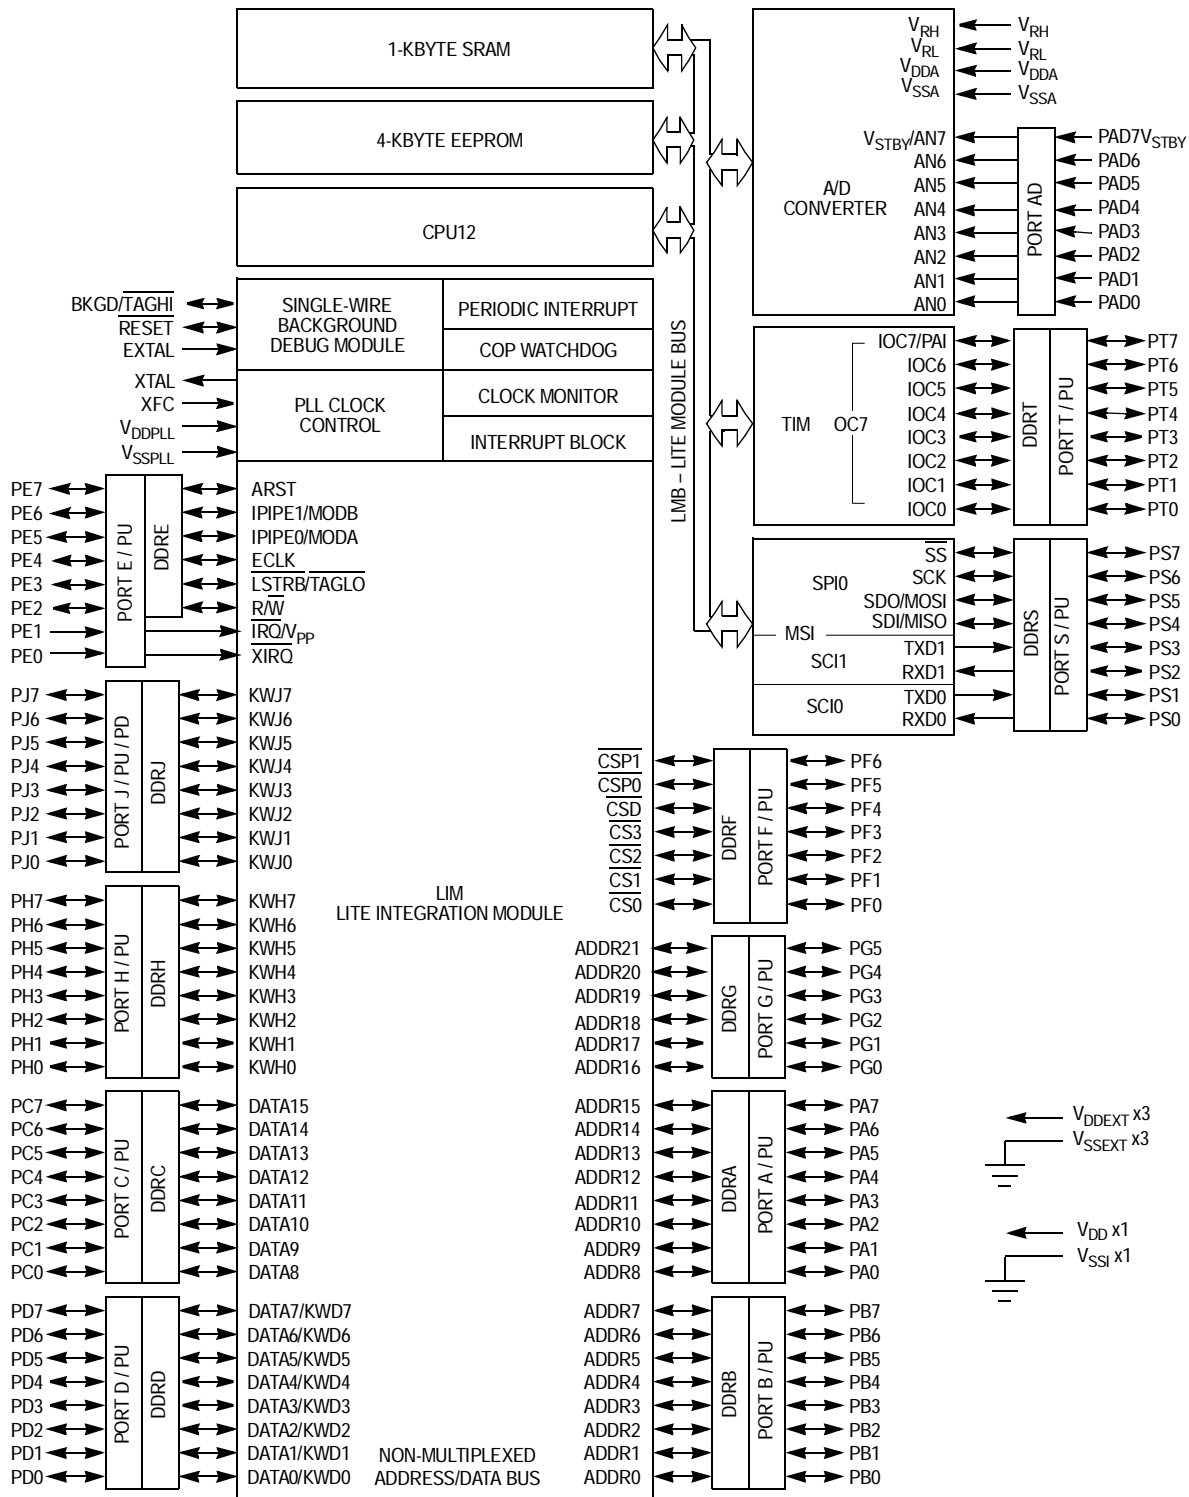 1-KBYTE SRAM
4-KBYTE EEPROM
CPU12
BKGD/TAGHI
RESET
EXTAL
XTAL
XFC
VDDPLL
VSSPLL
SINGLE-WIRE
BACKGROUND
DEBUG MODULE
PERIODIC INTERRUPT
COP WATCHDOG
PLL CLOCK
CONTROL
CLOCK MONITOR
INTERRUPT BLOCK
LMB – LITE MODULE BUS
A/D
CONVERTER
VRH VRH
VRL VRL
VDDA VDDA
VSSA VSSA
VSTBY/AN7 PAD7VSTBY
AN6 PAD6
AN5 PAD5
AN4 PAD4
AN3 PAD3
AN2 PAD2
AN1 PAD1
AN0 PAD0
PORT AD
TIM OC7
IOC7/PAI PT7
IOC6 PT6
IOC5 PT5
IOC4 PT4
IOC3 PT3
IOC2 PT2
IOC1 PT1
IOC0 PT0
DDRT
PORT T / PU
SPI0
MSI
SCI1
SCI0
SS PS7
SCK PS6
SDO/MOSI PS5
SDI/MISO PS4
TXD1 PS3
RXD1 PS2
TXD0 PS1
RXD0 PS0
DDRS
PORT S / PU
PE7 ARST
PE6 IPIPE1/MODB
PE5 IPIPE0/MODA
PE4 ECLK
PE3 LSTRB/TAGLO
PE2 R/W
PE1 IRQ/VPP
PE0 XIRQ
PORT E / PU
DDRE
PJ7 KWJ7
PJ6 KWJ6
PJ5 KWJ5
PJ4 KWJ4
PJ3 KWJ3
PJ2 KWJ2
PJ1 KWJ1
PJ0 KWJ0
PORT J / PU / PD
DDRJ
PH7 KWH7
PH6 KWH6
PH5 KWH5
PH4 KWH4
PH3 KWH3
PH2 KWH2
PH1 KWH1
PH0 KWH0
PORT H / PU
DDRH
PC7 DATA15
PC6 DATA14
PC5 DATA13
PC4 DATA12
PC3 DATA11
PC2 DATA10
PC1 DATA9
PC0 DATA8
PORT C / PU
DDRC
PD7 DATA7/KWD7
PD6 DATA6/KWD6
PD5 DATA5/KWD5
PD4 DATA4/KWD4
PD3 DATA3/KWD3
PD2 DATA2/KWD2
PD1 DATA1/KWD1
PD0 DATA0/KWD0
PORT D / PU
DDRD
LIM
LITE INTEGRATION MODULE
NON-MULTIPLEXED
ADDRESS/DATA BUS
CSP1 PF6
CSP0 PF5
CSD PF4
CS3 PF3
CS2 PF2
CS1 PF1
CS0 PF0
DDRF
PORT F / PU
ADDR21 PG5
ADDR20 PG4
ADDR19 PG3
ADDR18 PG2
ADDR17 PG1
ADDR16 PG0
DDRG
PORT G / PU
ADDR15 PA7
ADDR14 PA6
ADDR13 PA5
ADDR12 PA4
ADDR11 PA3
ADDR10 PA2
ADDR9 PA1
ADDR8 PA0
DDRA
PORT A / PU
ADDR7 PB7
ADDR6 PB6
ADDR5 PB5
ADDR4 PB4
ADDR3 PB3
ADDR2 PB2
ADDR1 PB1
ADDR0 PB0
DDRB
PORT B / PU
VDDEXT x3
VSSEXT x3
VDD x1
VSSI x1